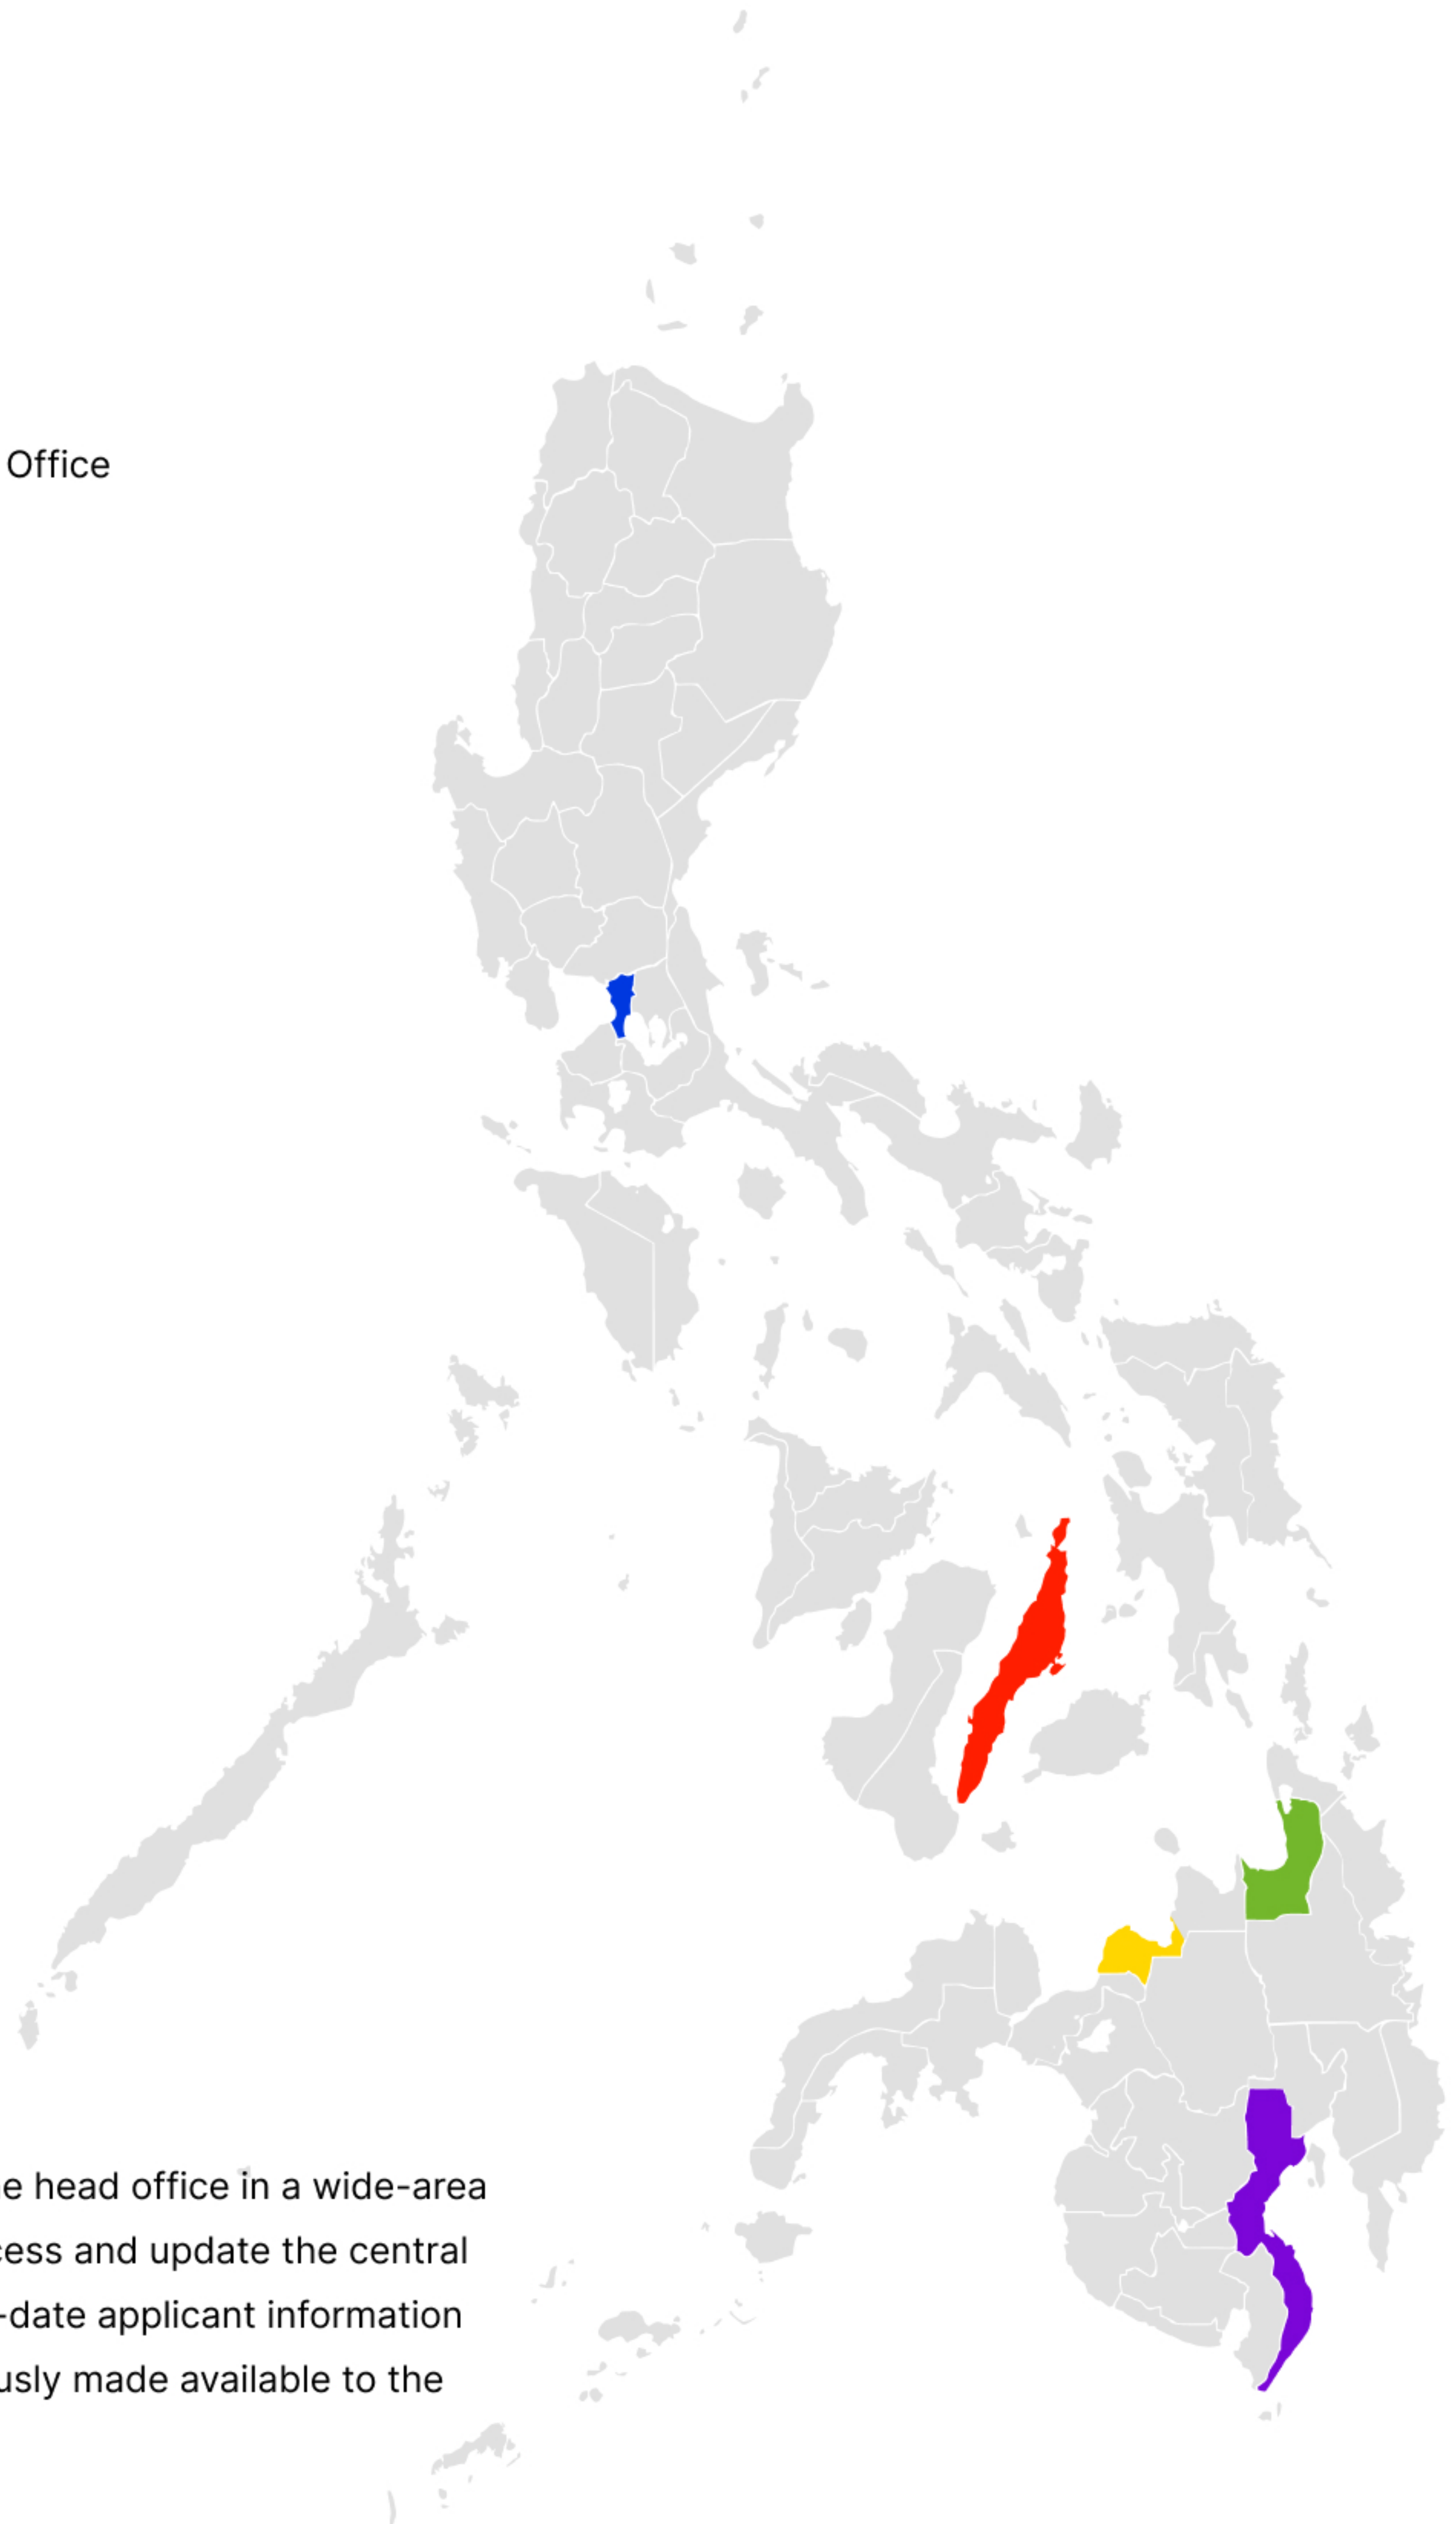 Office
e head office in a wide-area
cess and update the central
-date applicant information
usly made available to the